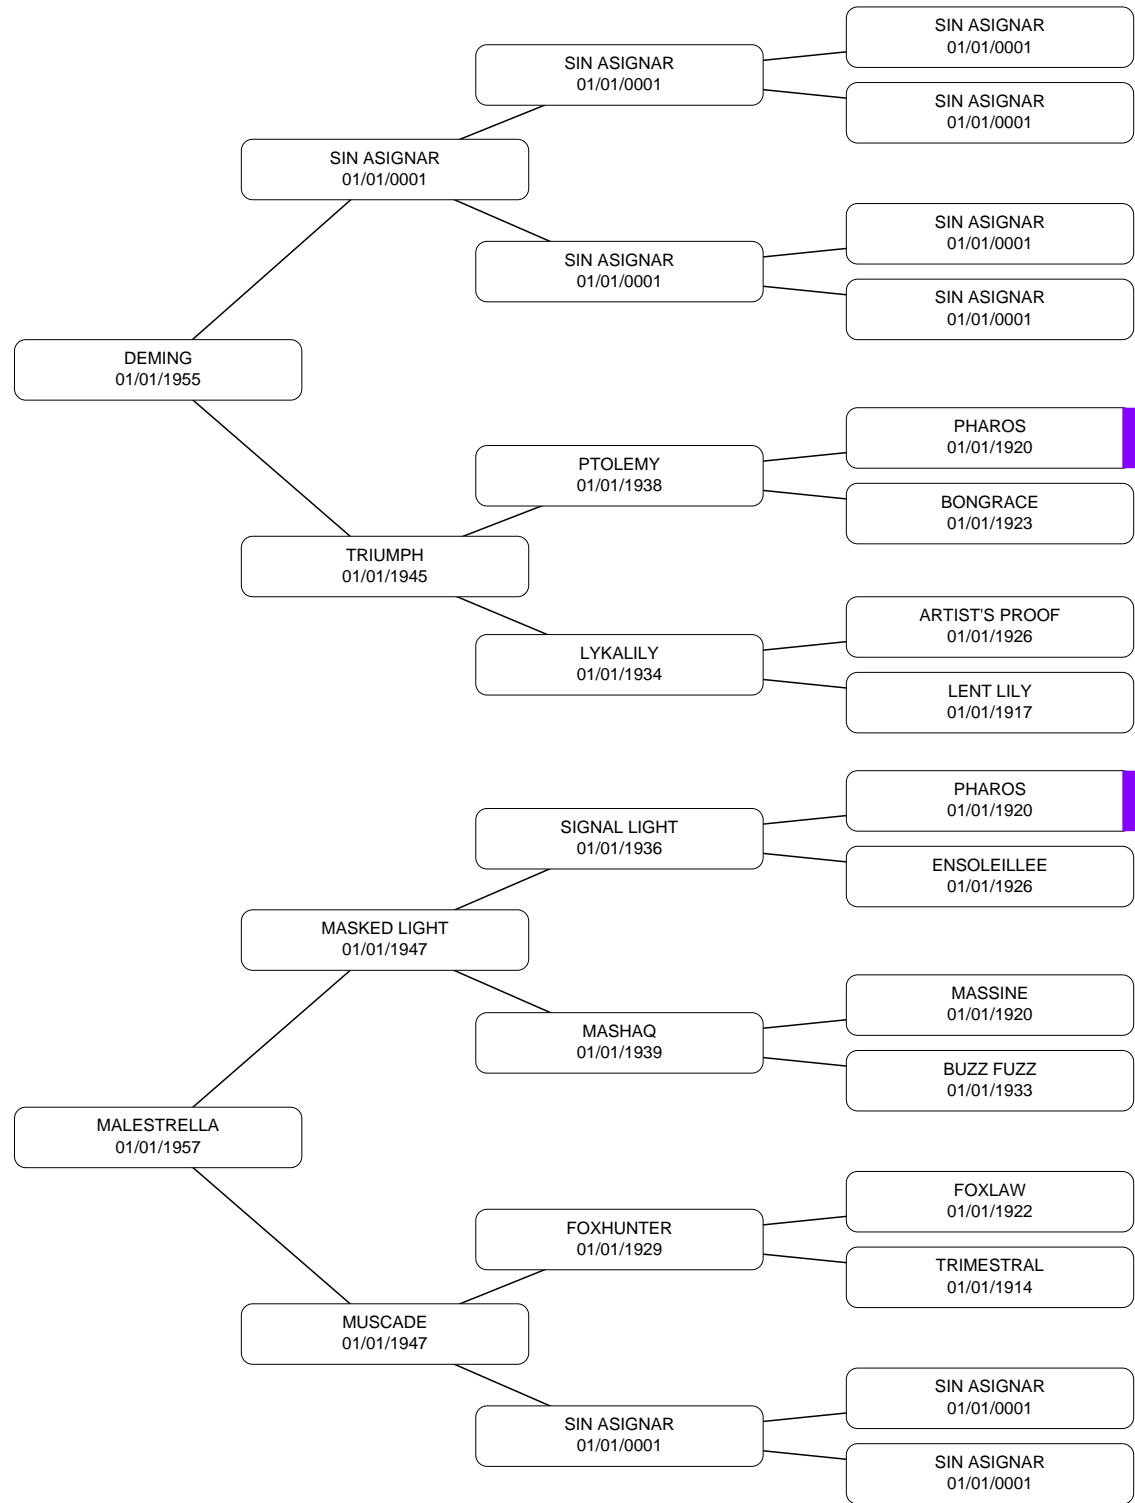 SIN ASIGNAR
01/01/0001
SIN ASIGNAR
01/01/0001
SIN ASIGNAR
01/01/0001
SIN ASIGNAR
01/01/0001
SIN ASIGNAR
01/01/0001
SIN ASIGNAR
01/01/0001
SIN ASIGNAR
01/01/0001
DEMING
01/01/1955
PHAROS
01/01/1920
PTOLEMY
01/01/1938
BONGRACE
01/01/1923
TRIUMPH
01/01/1945
ARTIST'S PROOF
01/01/1926
LYKALILY
01/01/1934
LENT LILY
01/01/1917
PHAROS
01/01/1920
SIGNAL LIGHT
01/01/1936
ENSOLEILLEE
01/01/1926
MASKED LIGHT
01/01/1947
MASSINE
01/01/1920
MASHAQ
01/01/1939
BUZZ FUZZ
01/01/1933
MALESTRELLA
01/01/1957
FOXLAW
01/01/1922
FOXHUNTER
01/01/1929
TRIMESTRAL
01/01/1914
MUSCADE
01/01/1947
SIN ASIGNAR
01/01/0001
SIN ASIGNAR
01/01/0001
SIN ASIGNAR
01/01/0001